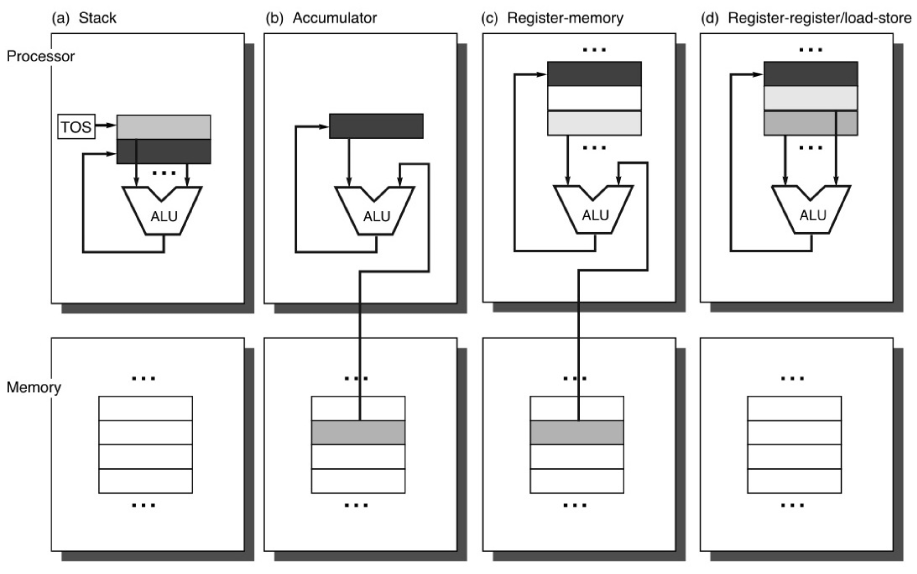 (a) Stack
(b) Accumulator
(c) Register-memory
(d) Register-register/load-store
Processor
TOS
...
ALU
ALU
...
...
ALU
...
...
ALU
Memory
...
...
...
...
...
...
...
...